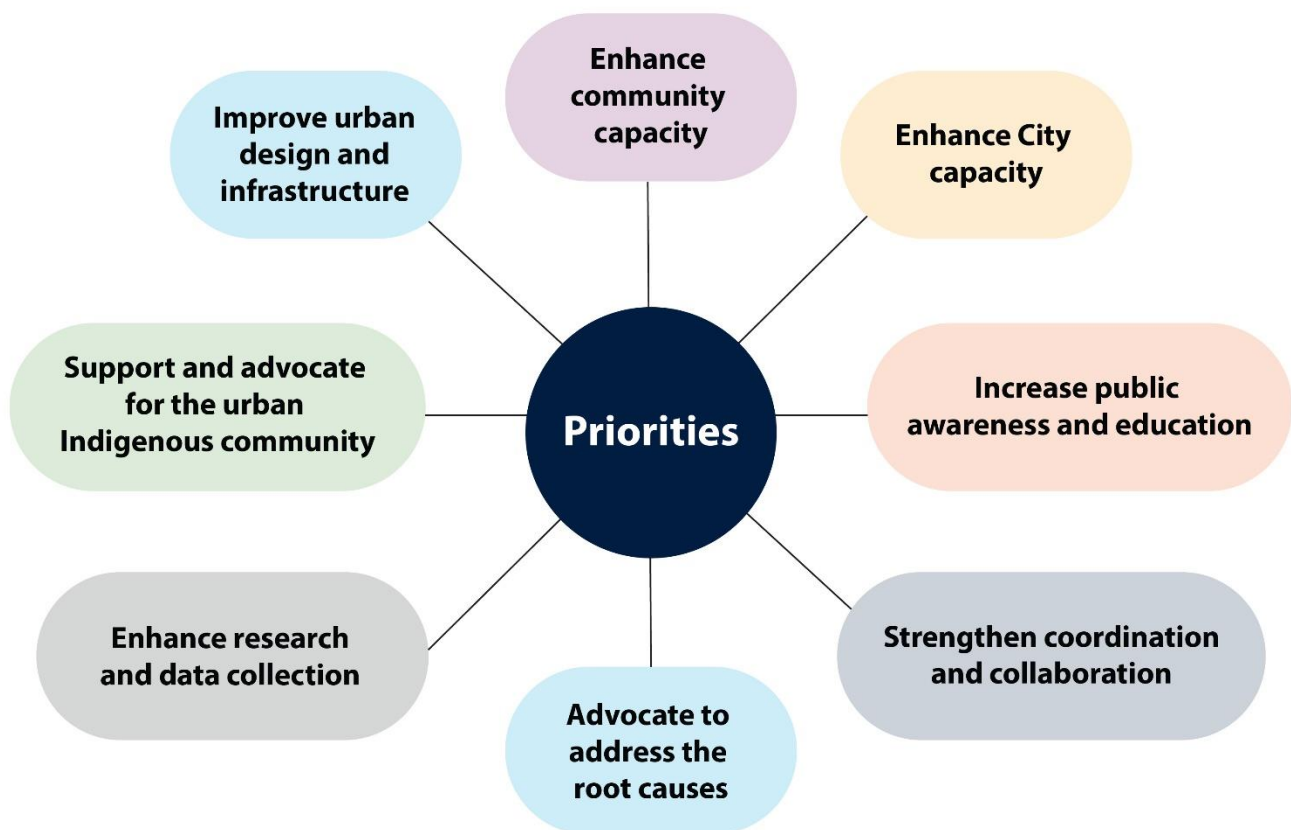 Enhance
community
capacity
Improve urban
design and
infrastructure
Enhance City
capacity
Support and advocate
for the urban
Indigenous community
Priorities
Increase public
awareness and education
Enhance research
and data collection
Strengthen coordination
and collaboration
Advocate to
address the
root causes